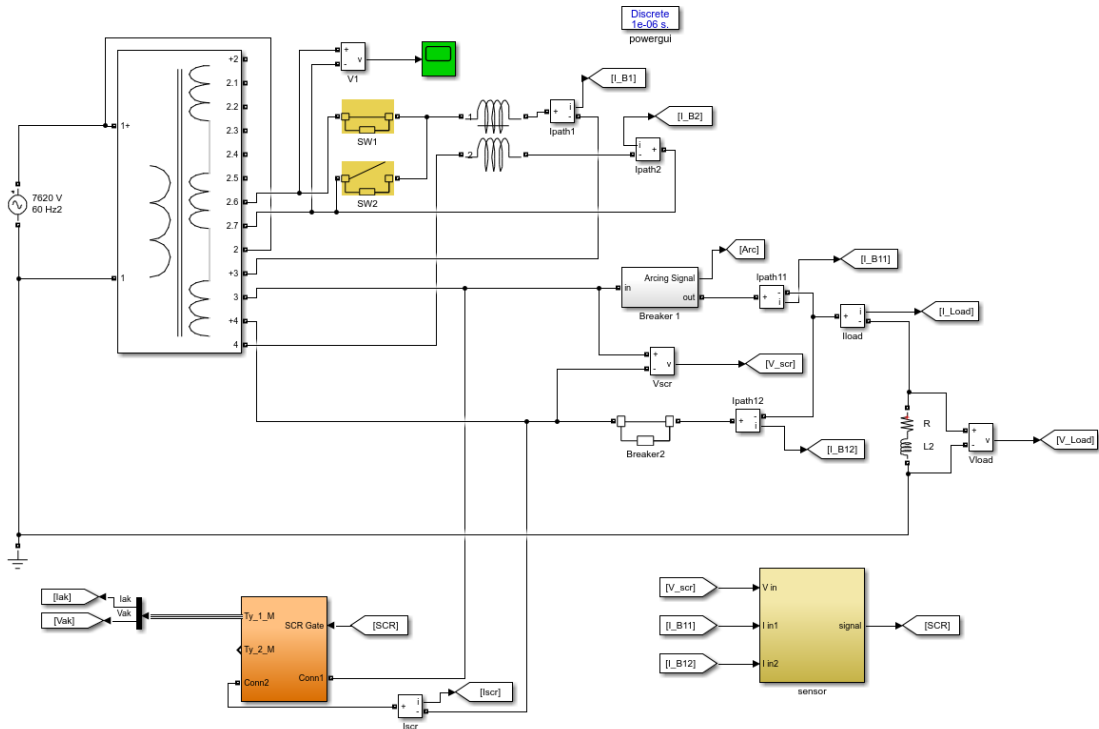 Discrete
1e-06 s.
powergui
+2
2.1
2.2
2.3
2.4
2.5
2.6
2.7
2
+3
3
+4
4
1+
1
7620 V
60 Hz2
+
-
v
V1
SW1
SW2
1
2
+
i
-
Ipath1
[I_B1]
[I_B2]
i
-
+
Ipath2
[Arc]
in
Arcing Signal
out
Breaker 1
Ipath11
+
-
i
[I_B11]
+
i
-
Iload
[I_Load]
+
-
v
Vscr
[V_scr]
Breaker2
Ipath12
+
-
i
[I_B12]
R
L2
+
-
v
Vload
[V_Load]
[Iak]
[Vak]
Iak
Vak
Ty_1_M
Ty_2_M
SCR Gate
Conn1
Conn2
[SCR]
+
i
-
Iscr
[Iscr]
[V_scr]
[I_B11]
[I_B12]
V in
I in1
I in2
signal
sensor
[SCR]